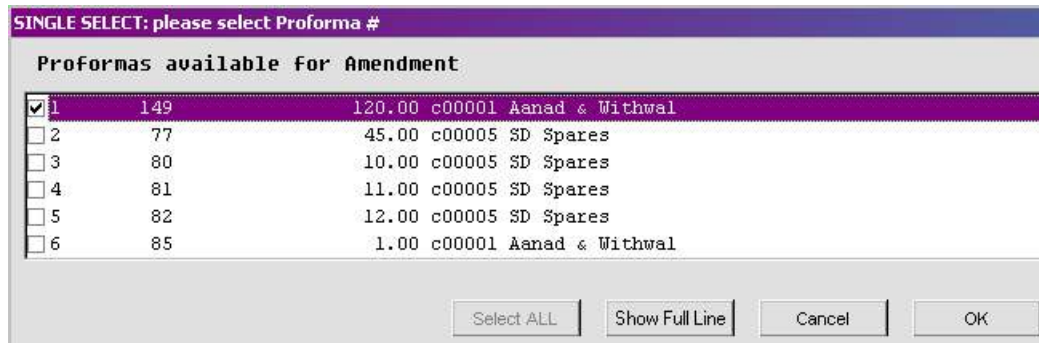 SINGLE SELECT: please select Proforma #
Proformas available for Amendment
1 149 120.00 c00001 Aanad & Withwal
2 77 45.00 c00005 SD Spares
3 80 10.00 c00005 SD Spares
4 81 11.00 c00005 SD Spares
5 82 12.00 c00005 SD Spares
6 85 1.00 c00001 Aanad & Withwal
Select ALL Show Full Line Cancel OK